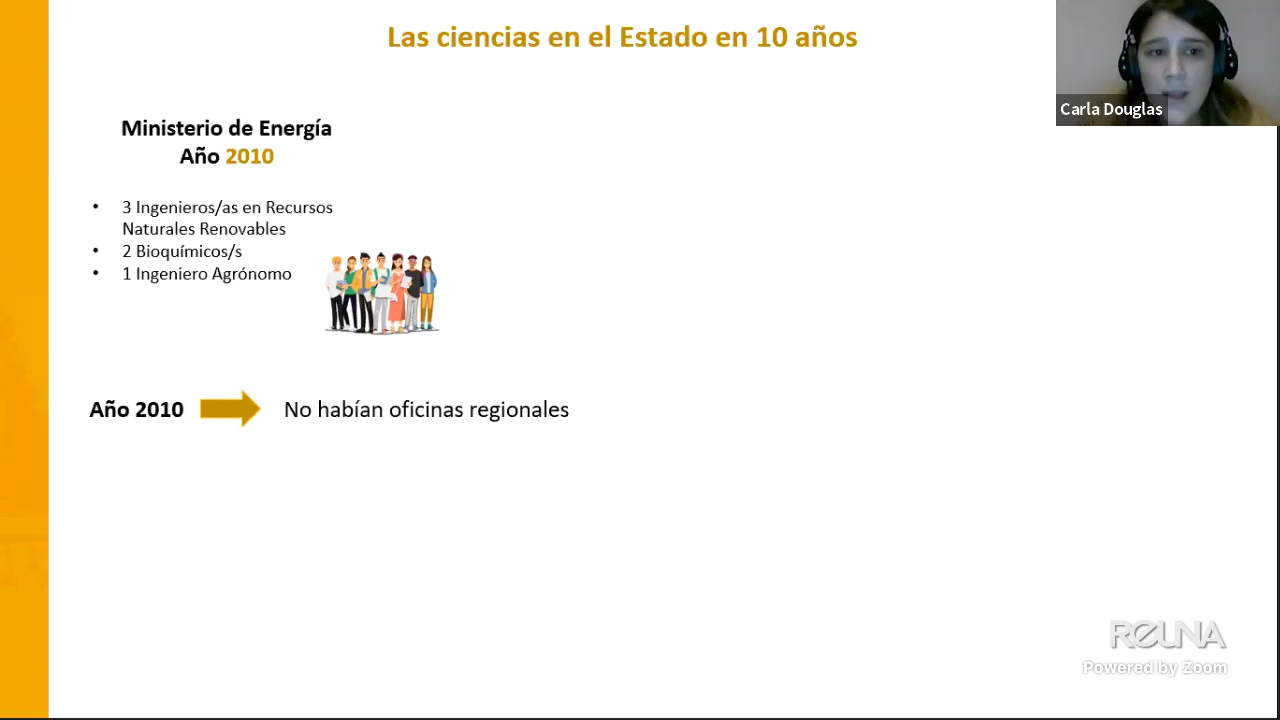 Las ciencias en el Estado en 10 años
Carla Douglas
Ministerio de Energía
Año 2010
• 3 Ingenieros/as en Recursos
Naturales Renovables
• 2 Bioquímicos/s
• 1 Ingeniero Agrónomo
Año 2010
No habían oficinas regionales
REUNA
Powered by Zoom